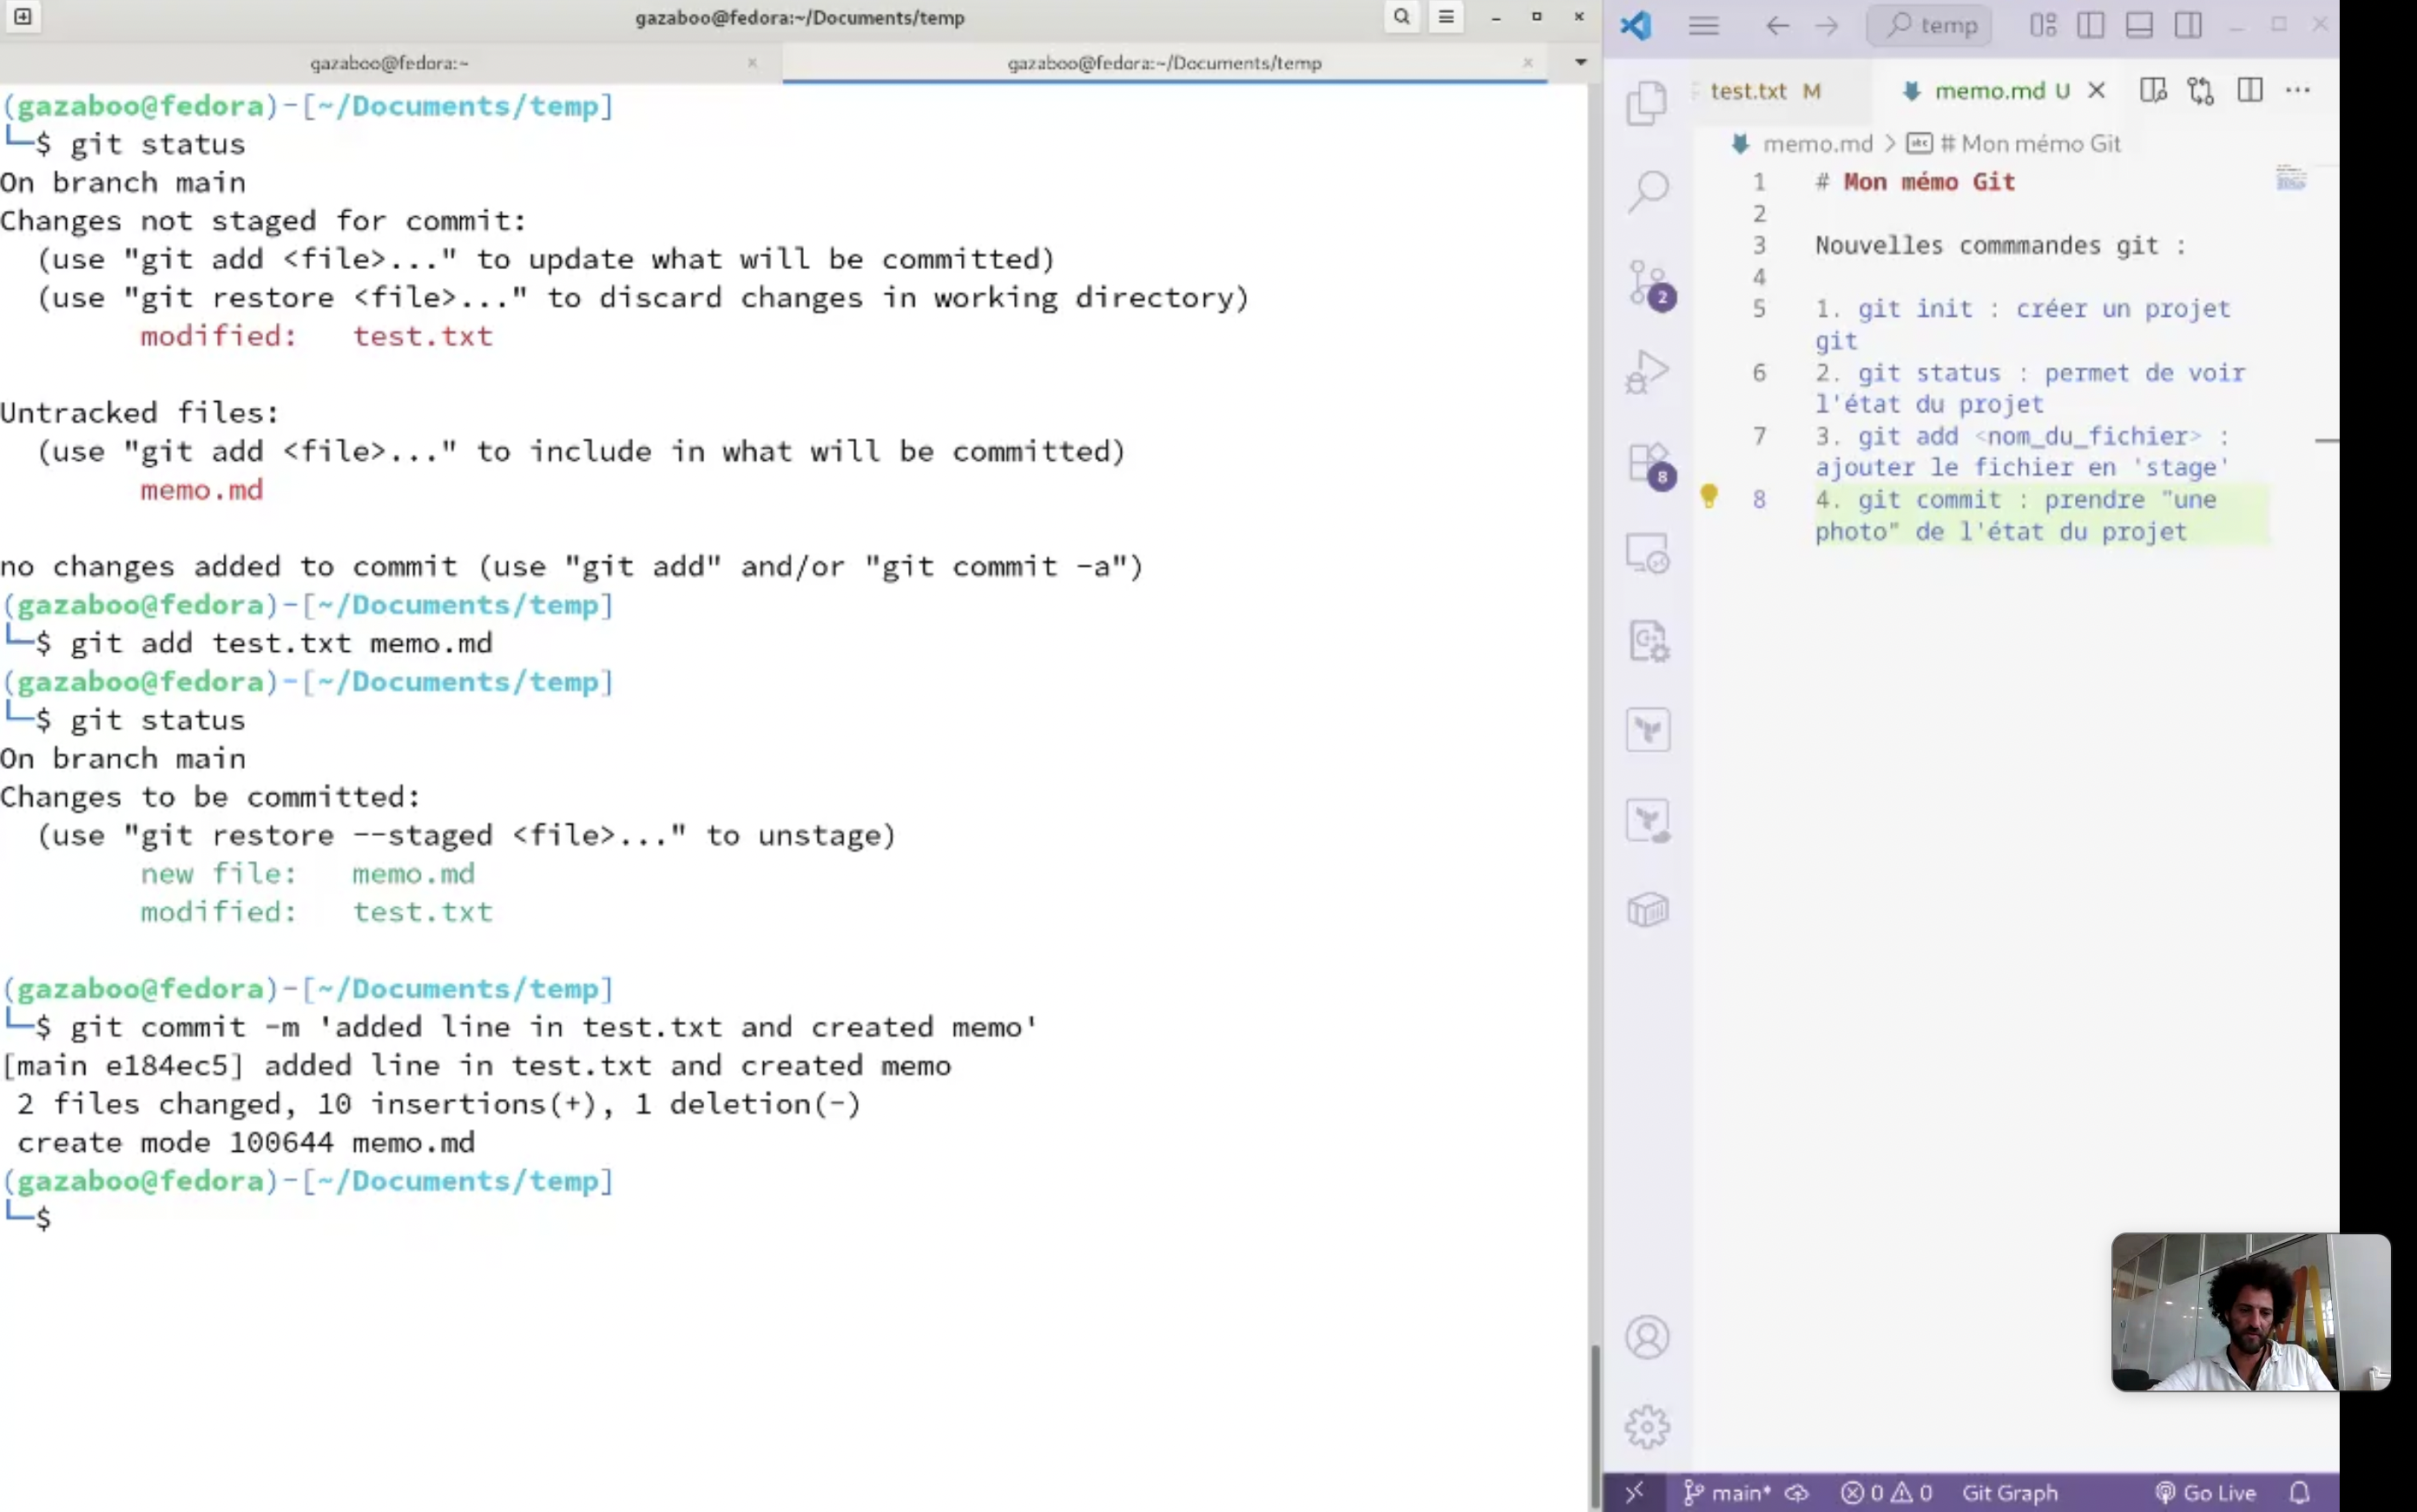 gazaboo@fedora:~/Documents/temp
gazaboo@fedora:~
gazaboo@fedora:~/Documents/temp
(gazaboo@fedora)-[~/Documents/temp]
└─$ git status
On branch main
Changes not staged for commit:
  (use "git add <file>..." to update what will be committed)
  (use "git restore <file>..." to discard changes in working directory)
        modified:   test.txt
Untracked files:
  (use "git add <file>..." to include in what will be committed)
        memo.md
no changes added to commit (use "git add" and/or "git commit -a")
(gazaboo@fedora)-[~/Documents/temp]
└─$ git add test.txt memo.md
(gazaboo@fedora)-[~/Documents/temp]
└─$ git status
On branch main
Changes to be committed:
  (use "git restore --staged <file>..." to unstage)
        new file:   memo.md
        modified:   test.txt
(gazaboo@fedora)-[~/Documents/temp]
└─$ git commit -m 'added line in test.txt and created memo'
[main e184ec5] added line in test.txt and created memo
 2 files changed, 10 insertions(+), 1 deletion(-)
 create mode 100644 memo.md
(gazaboo@fedora)-[~/Documents/temp]
└─$
temp
test.txt M
memo.md U
memo.md > # Mon mémo Git
1 # Mon mémo Git
2
3 Nouvelles commmandes git :
4
5 1. git init : créer un projet
git
6 2. git status : permet de voir
l'état du projet
7 3. git add <nom_du_fichier> :
ajouter le fichier en 'stage'
8 4. git commit : prendre "une
photo" de l'état du projet
2
8
main* 0 0 Git Graph Go Live